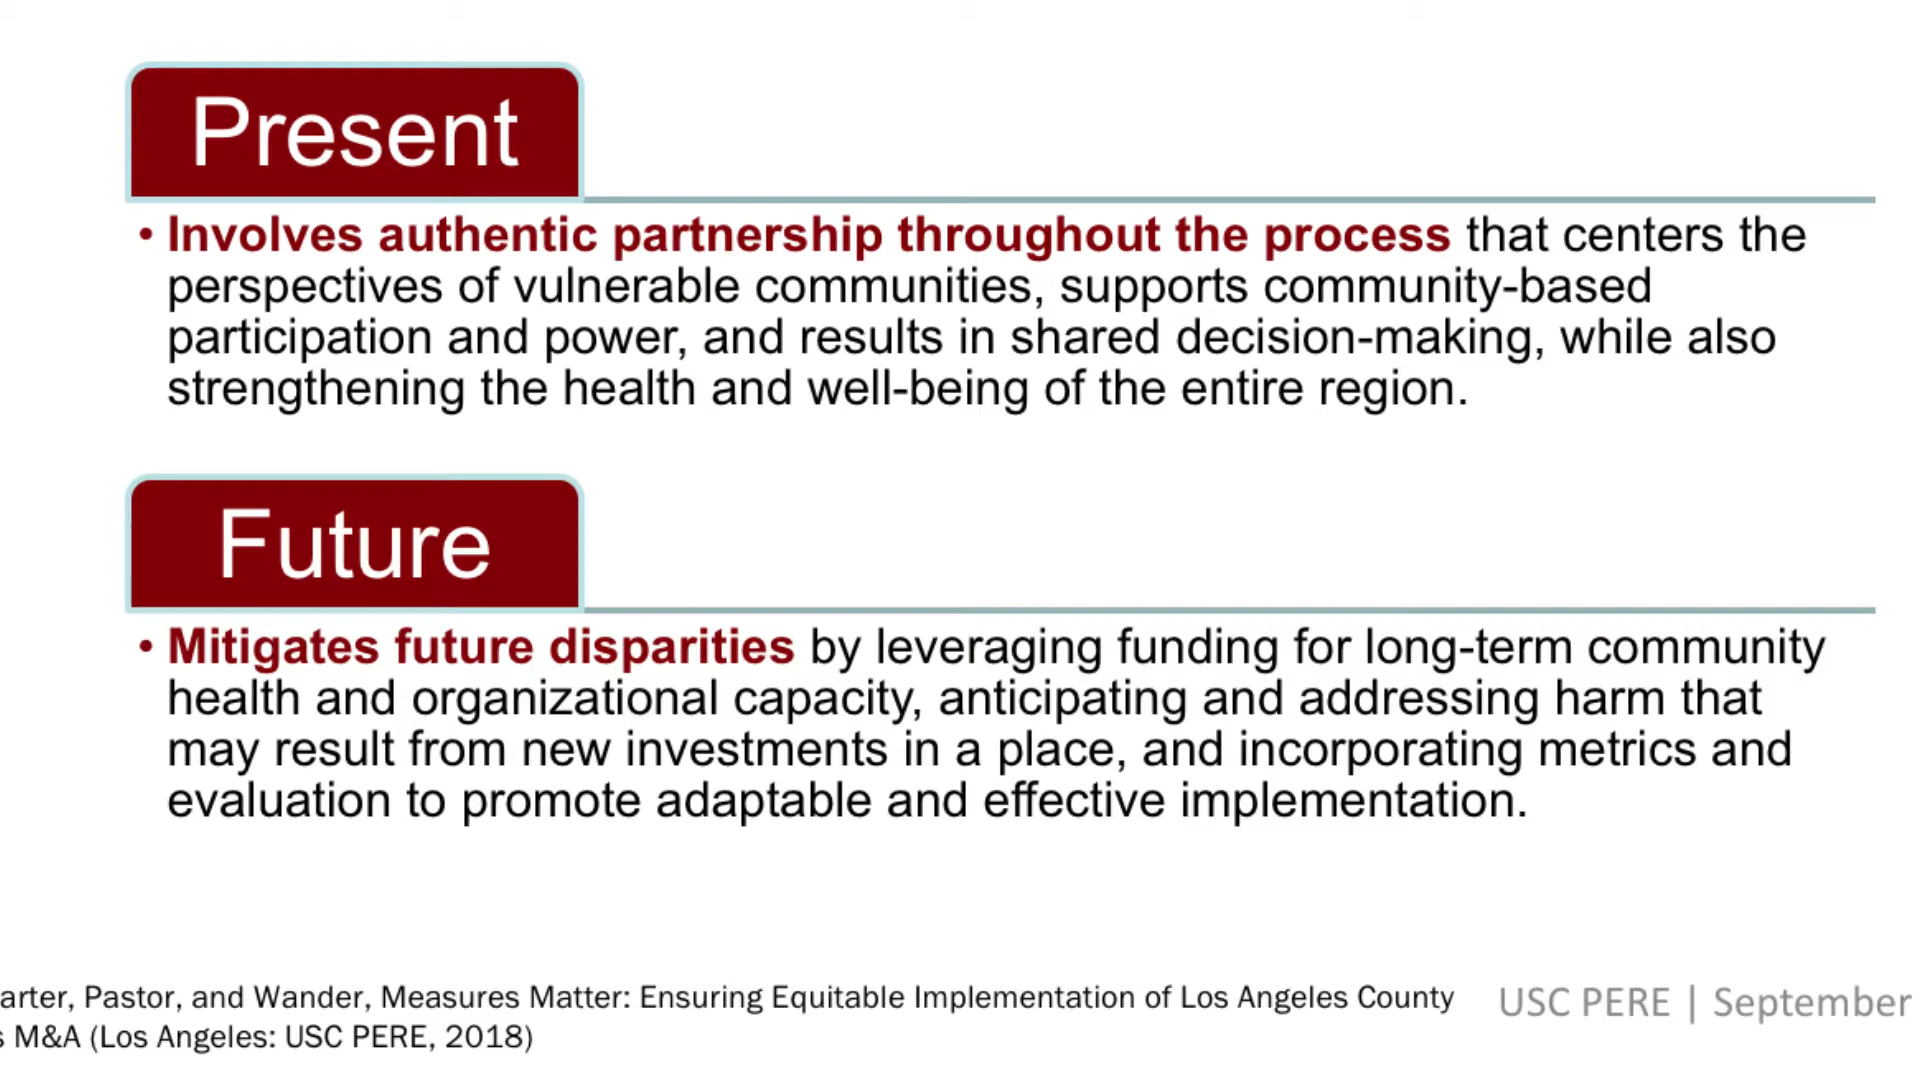 Present
• Involves authentic partnership throughout the process that centers the
perspectives of vulnerable communities, supports community-based
participation and power, and results in shared decision-making, while also
strengthening the health and well-being of the entire region.
Future
• Mitigates future disparities by leveraging funding for long-term community
health and organizational capacity, anticipating and addressing harm that
may result from new investments in a place, and incorporating metrics and
evaluation to promote adaptable and effective implementation.
arter, Pastor, and Wander, Measures Matter: Ensuring Equitable Implementation of Los Angeles County
s M&A (Los Angeles: USC PERE, 2018)
USC PERE | September